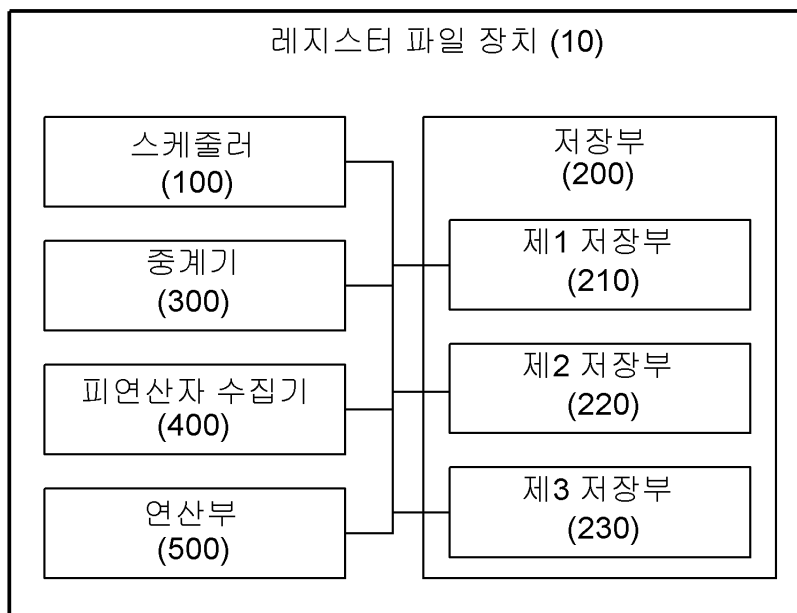 레지스터 파일 장치 (10)
스케줄러
(100)
중계기
(300)
피연산자 수집기
(400)
연산부
(500)
저장부
(200)
제1 저장부
(210)
제2 저장부
(220)
제3 저장부
(230)